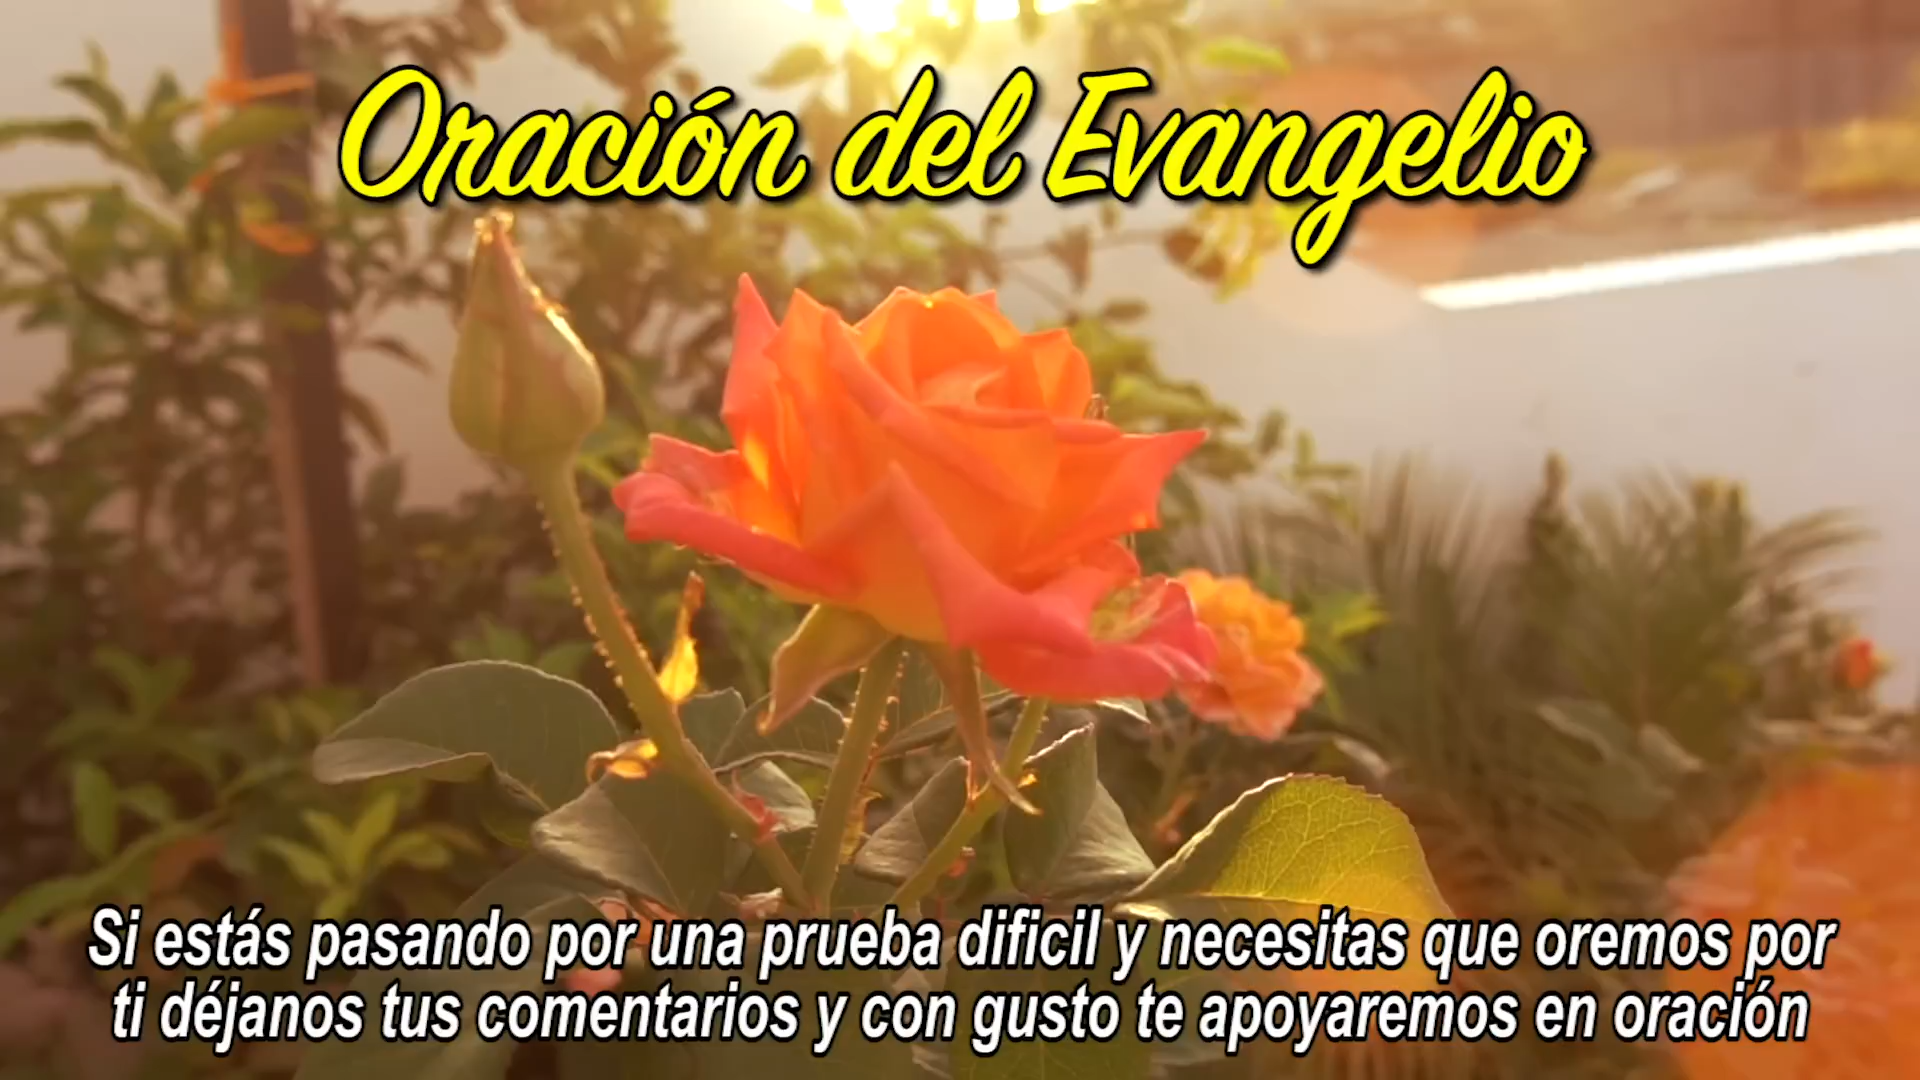 Oración del Evangelio
Si estás pasando por una prueba dificil y necesitas que oremos por
ti déjanos tus comentarios y con gusto te apoyaremos en oración